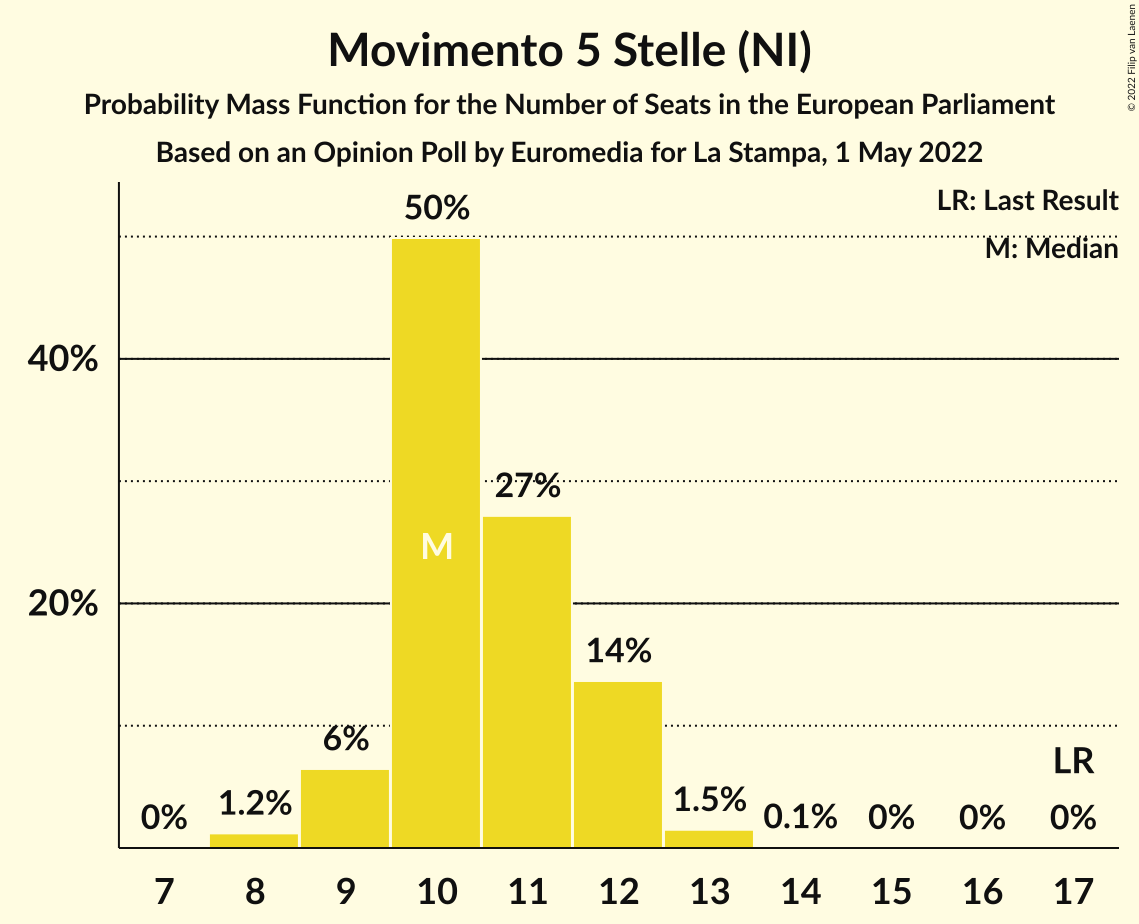 Movimento 5 Stelle (NI)
Probability Mass Function for the Number of Seats in the European Parliament
Based on an Opinion Poll by Euromedia for La Stampa, 1 May 2022
© 2022 Filip van Laenen
LR: Last Result
M: Median
50%
40%
27%
M
20%
14%
6%
LR
0%
1.2%
1.5%
0.1%
0%
0%
0%
7 8 9 10 11 12 13 14 15 16 17